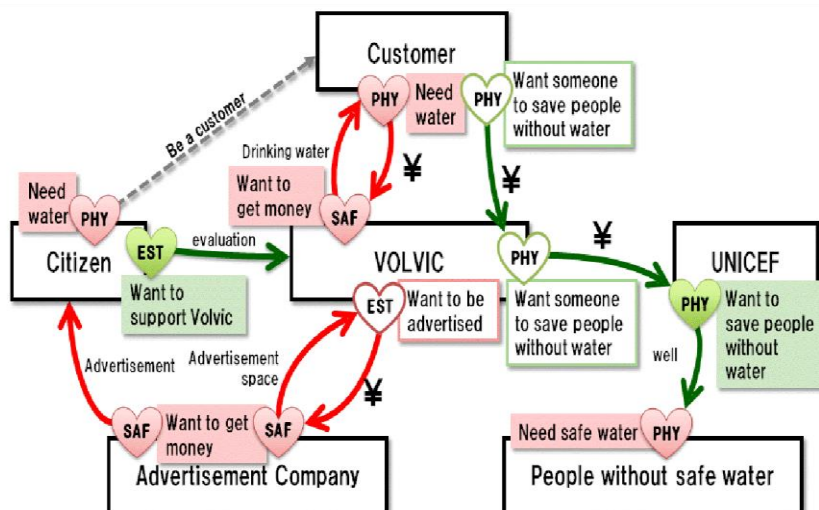 Customer
PHY
Need
water
PHY
Want someone
to save people
without water
Be a customer
Drinking water
¥
¥
Need
water
PHY
Want to
get money
SAF
Citizen
EST
evaluation
VOLVIC
PHY
¥
UNICEF
Want to
support Volvic
EST
Want to be
advertised
Want someone
to save people
without water
PHY
Want to
save people
without
water
Advertisement
Advertisement
space
¥
well
SAF
Want to get
money
SAF
Need safe water
PHY
Advertisement Company
People without safe water